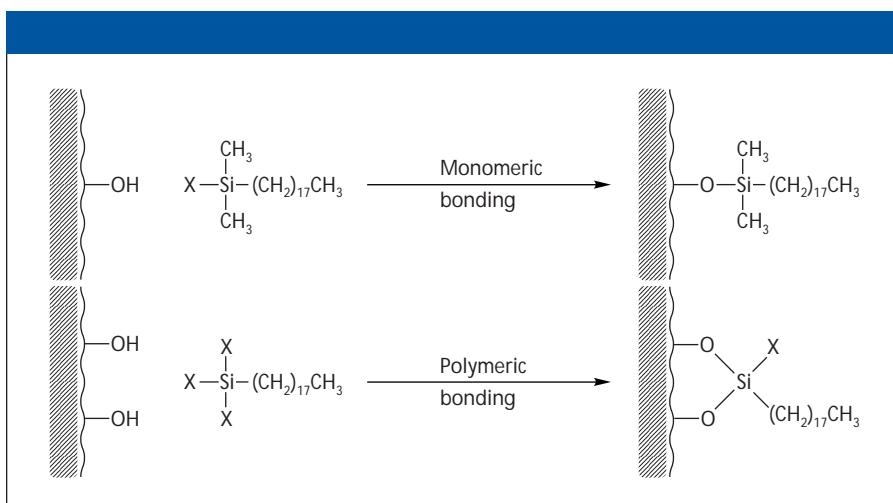 CH₃
OH X—Si—(CH₂)₁₇CH₃
CH₃
Monomeric
bonding
CH₃
O—Si—(CH₂)₁₇CH₃
CH₃
OH
OH
X
X—Si—(CH₂)₁₇CH₃
X
Polymeric
bonding
O X
Si
O (CH₂)₁₇CH₃